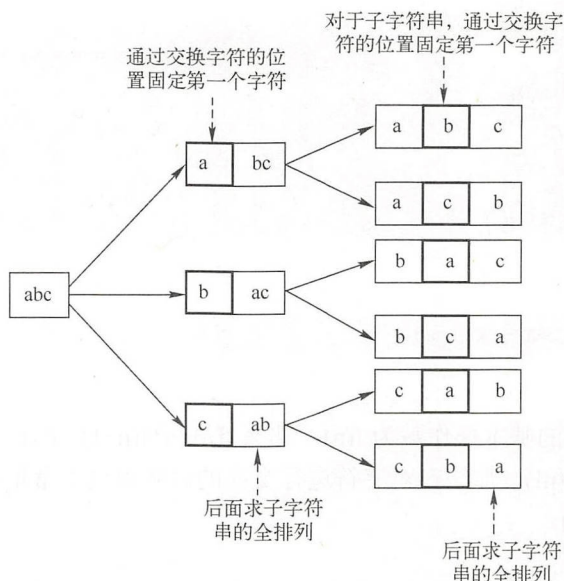 对于子字符串，通过交换字
符的位置固定第一个字符
通过交换字符的位
置固定第一个字符
a b c
a bc
a c b
b a c
abc
b ac
b c a
c a b
c ab
c b a
后面求子字符
串的全排列
后面求子字符
串的全排列